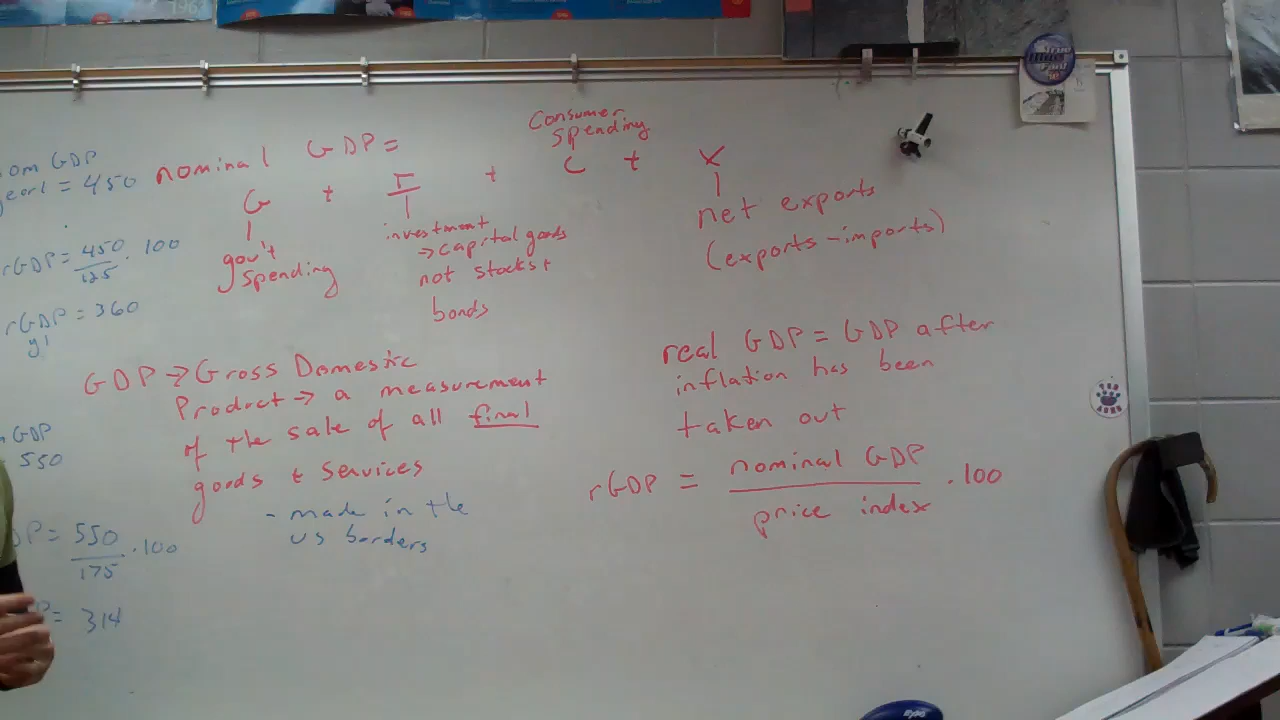 Consumer
spending
nominal GDP =
G + I + C + X
gov't
spending
investment
→ capital goods
not stocks +
bonds
net exports
(exports - imports)
GDP → Gross Domestic
Product → a measurement
of the sale of all final
goods + services
- made in the
US borders
real GDP = GDP after
inflation has been
taken out
rGDP = nominal GDP
price index
. 100
om GDP
= 450
rGDP = 450 . 100
125
rGDP = 360
y1
GDP
550
P = 550 . 100
175
= 314
EXPO